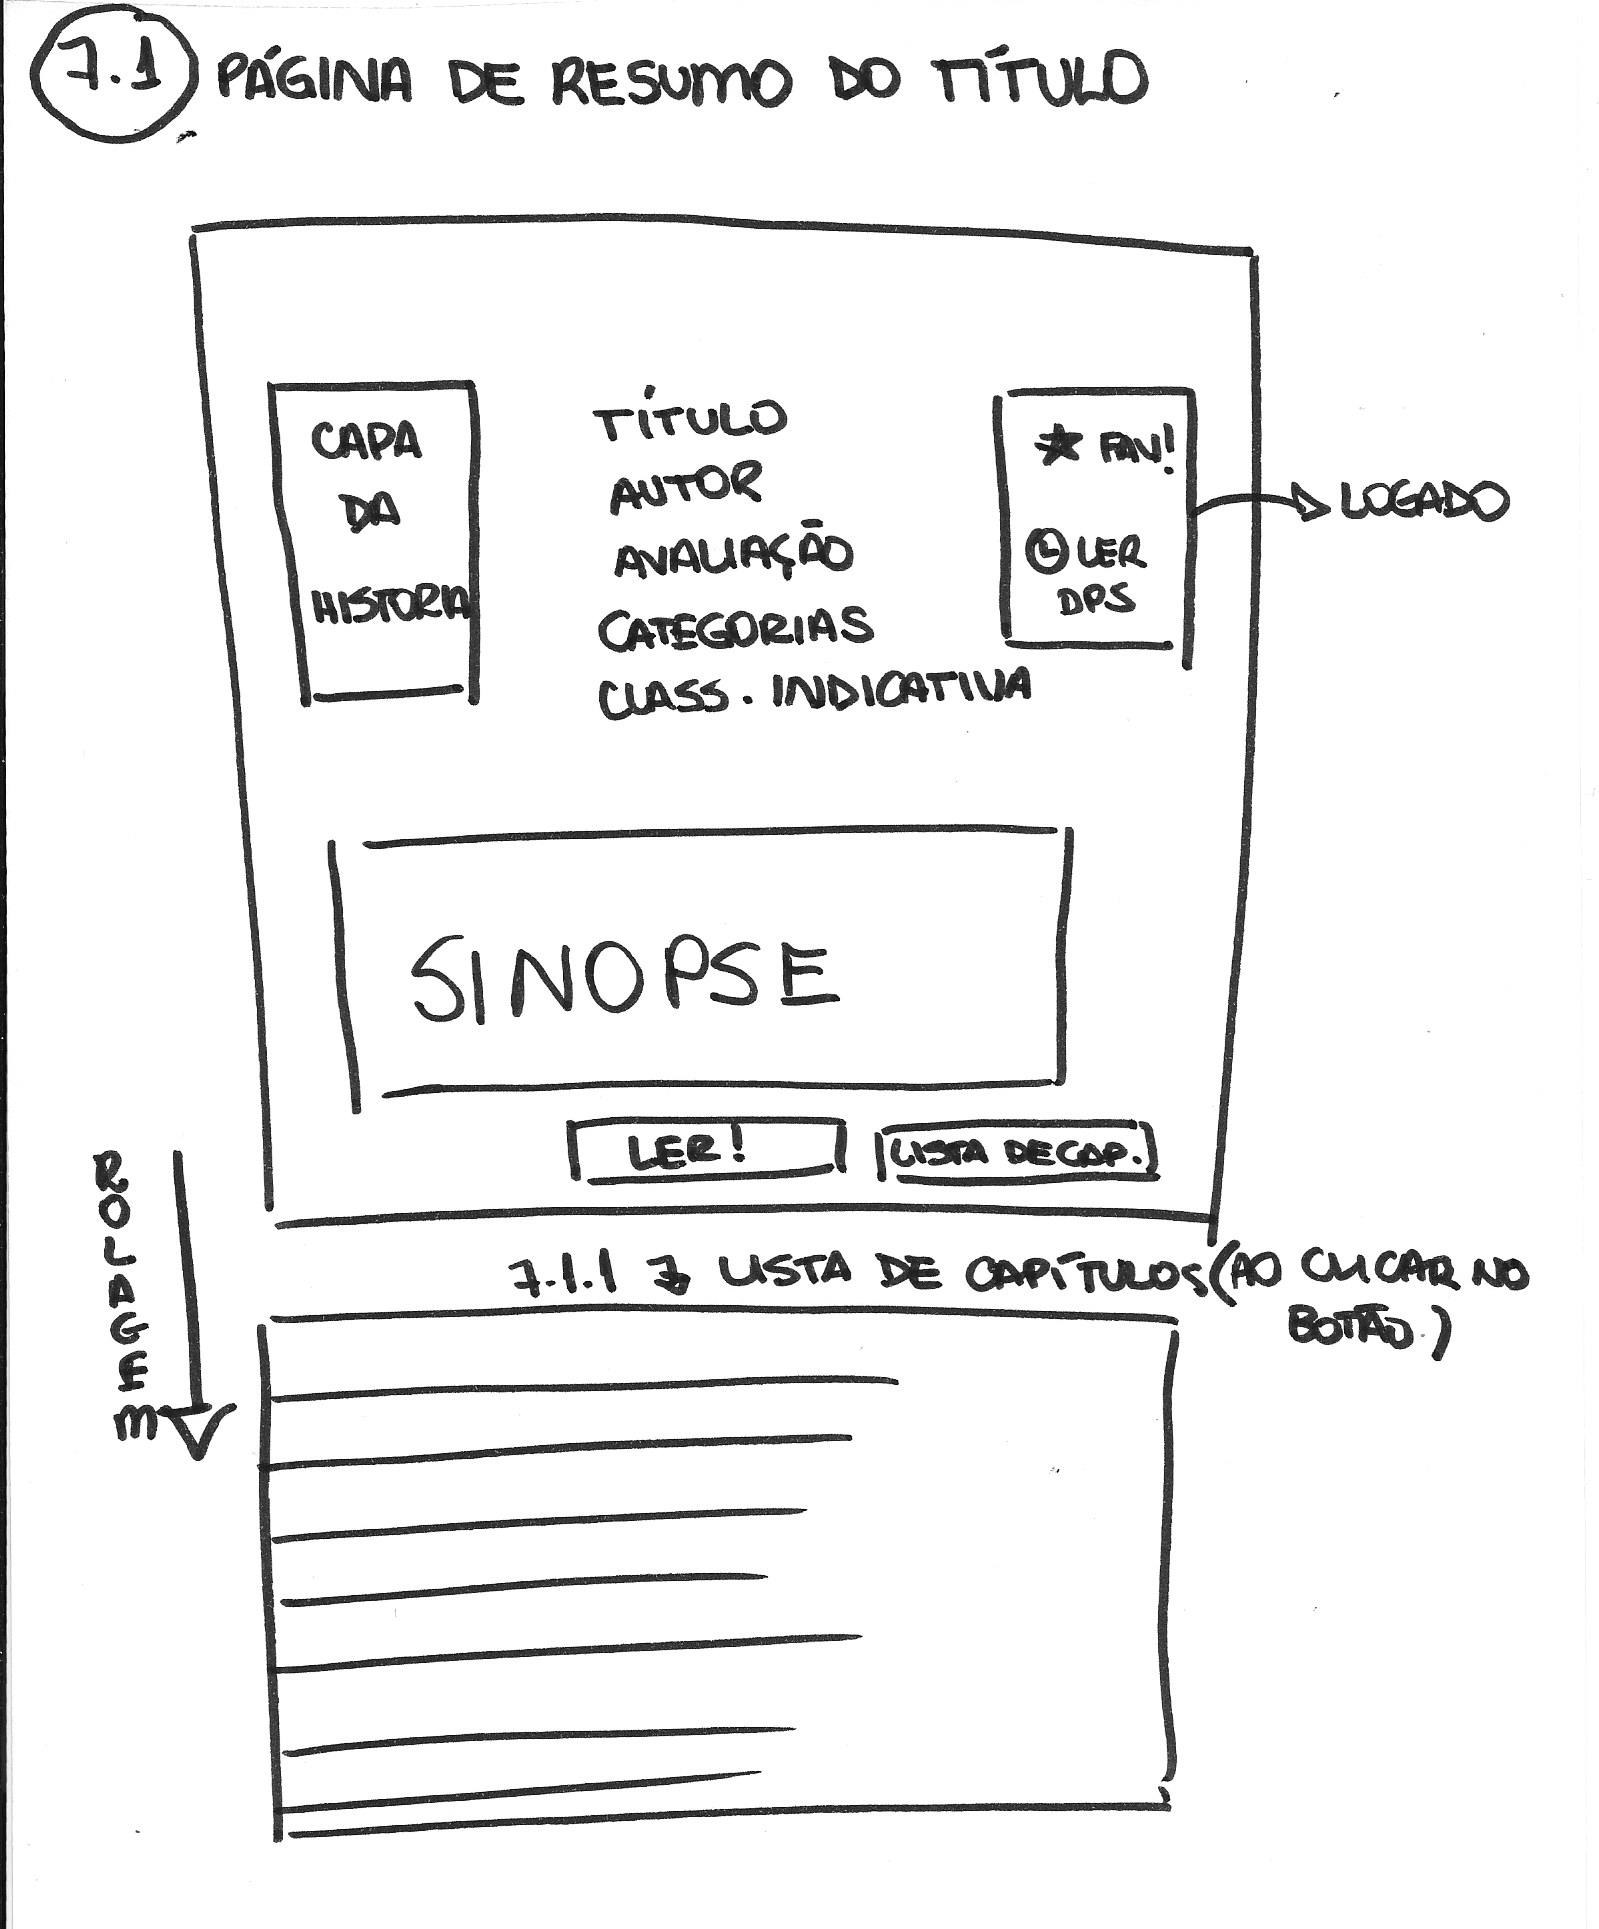 7.1 PÁGINA DE RESUMO DO TÍTULO
CAPA
DA
HISTORIA
TÍTULO
AUTOR
AVALIAÇÃO
CATEGORIAS
CLASS. INDICATIVA
★ FAV!
LER
DPS
LOGADO
SINOPSE
LER!
LISTA DE CAP.
ROLAGEM
7.1.1 → LISTA DE CAPÍTULOS (AO CLICAR NO
BOTÃO.)